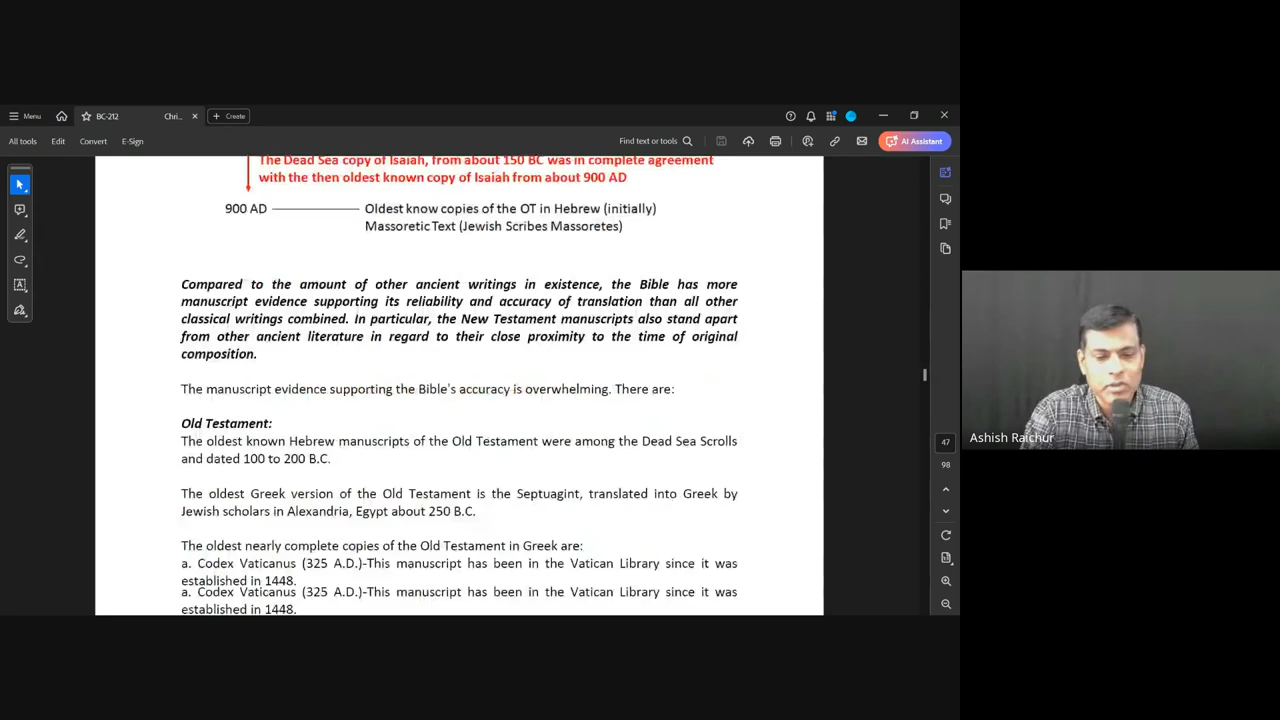 Menu
BC-212
Chri...
Create
All tools
Edit
Convert
E-Sign
Find text or tools
AI Assistant
The Dead Sea copy of Isaiah, from about 150 BC was in complete agreement
with the then oldest known copy of Isaiah from about 900 AD
900 AD
Oldest know copies of the OT in Hebrew (initially)
Massoretic Text (Jewish Scribes Massoretes)
Compared to the amount of other ancient writings in existence, the Bible has more
manuscript evidence supporting its reliability and accuracy of translation than all other
classical writings combined. In particular, the New Testament manuscripts also stand apart
from other ancient literature in regard to their close proximity to the time of original
composition.
The manuscript evidence supporting the Bible's accuracy is overwhelming. There are:
Old Testament:
The oldest known Hebrew manuscripts of the Old Testament were among the Dead Sea Scrolls
and dated 100 to 200 B.C.
The oldest Greek version of the Old Testament is the Septuagint, translated into Greek by
Jewish scholars in Alexandria, Egypt about 250 B.C.
The oldest nearly complete copies of the Old Testament in Greek are:
a. Codex Vaticanus (325 A.D.)-This manuscript has been in the Vatican Library since it was
established in 1448.
a. Codex Vaticanus (325 A.D.)-This manuscript has been in the Vatican Library since it was
established in 1448.
47
98
Ashish Raichur